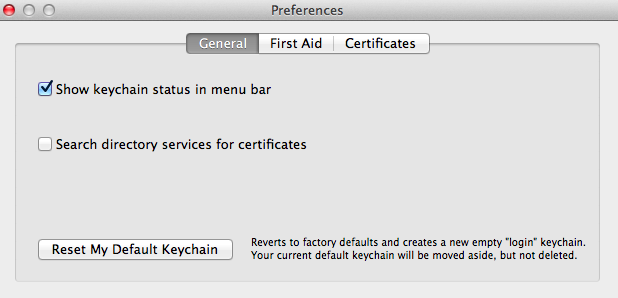 Preferences
General First Aid Certificates
Show keychain status in menu bar
Search directory services for certificates
Reset My Default Keychain
Reverts to factory defaults and creates a new empty "login" keychain.
Your current default keychain will be moved aside, but not deleted.